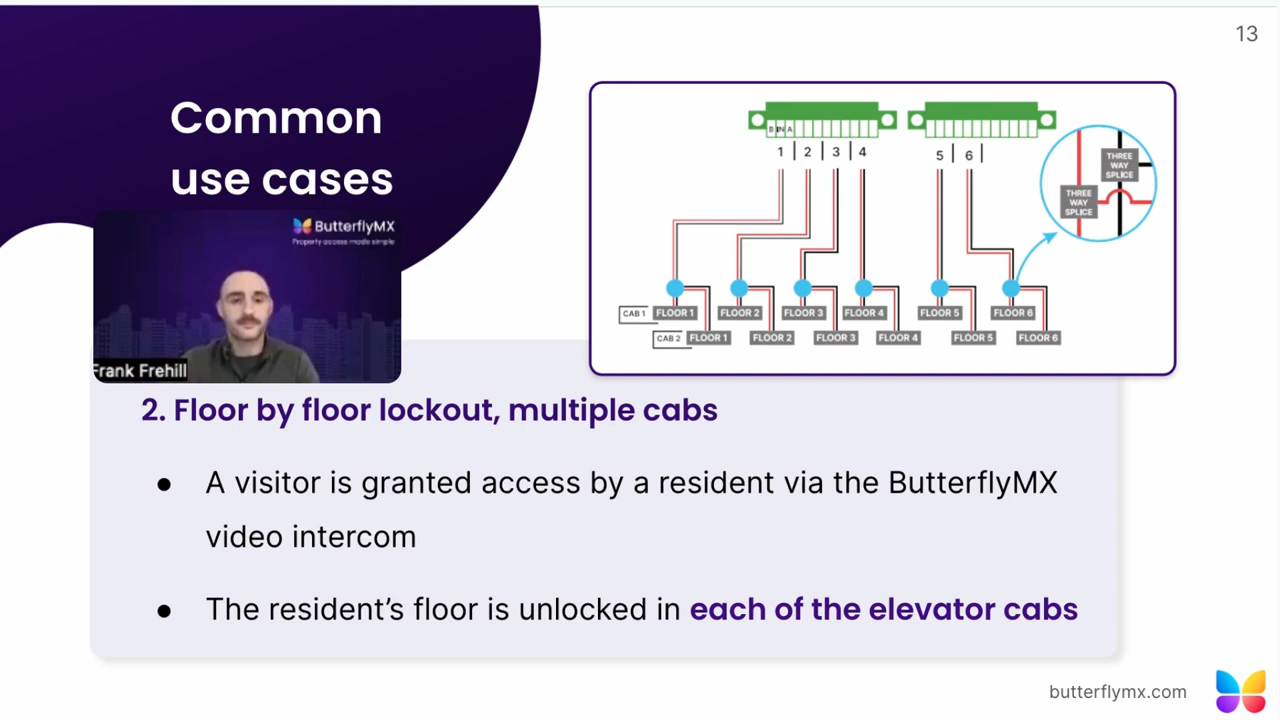 13
Common
use cases
ButterflyMX
Property access made simple
Frank Frehill
1 | 2 | 3 | 4
5 | 6 |
THREE
WAY
SPLICE
THREE
WAY
SPLICE
CAB 1 FLOOR 1 FLOOR 2 FLOOR 3 FLOOR 4 FLOOR 5 FLOOR 6
CAB 2 FLOOR 1 FLOOR 2 FLOOR 3 FLOOR 4 FLOOR 5 FLOOR 6
2. Floor by floor lockout, multiple cabs
● A visitor is granted access by a resident via the ButterflyMX
video intercom
● The resident’s floor is unlocked in each of the elevator cabs
butterflymx.com